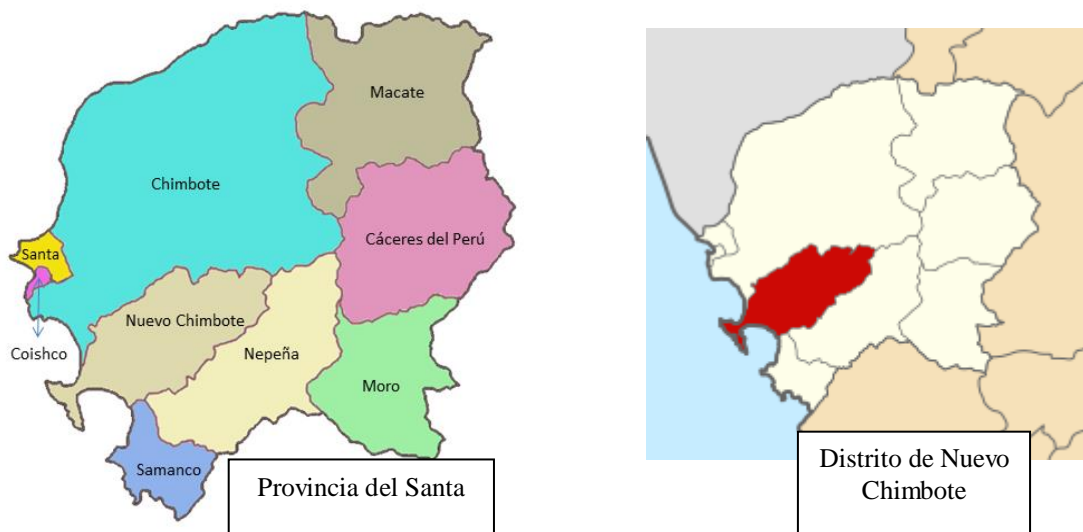 Macate
Chimbote
Cáceres del Perú
Santa
Nuevo Chimbote
Coishco
Nepeña
Moro
Samanco
Provincia del Santa
Distrito de Nuevo
Chimbote